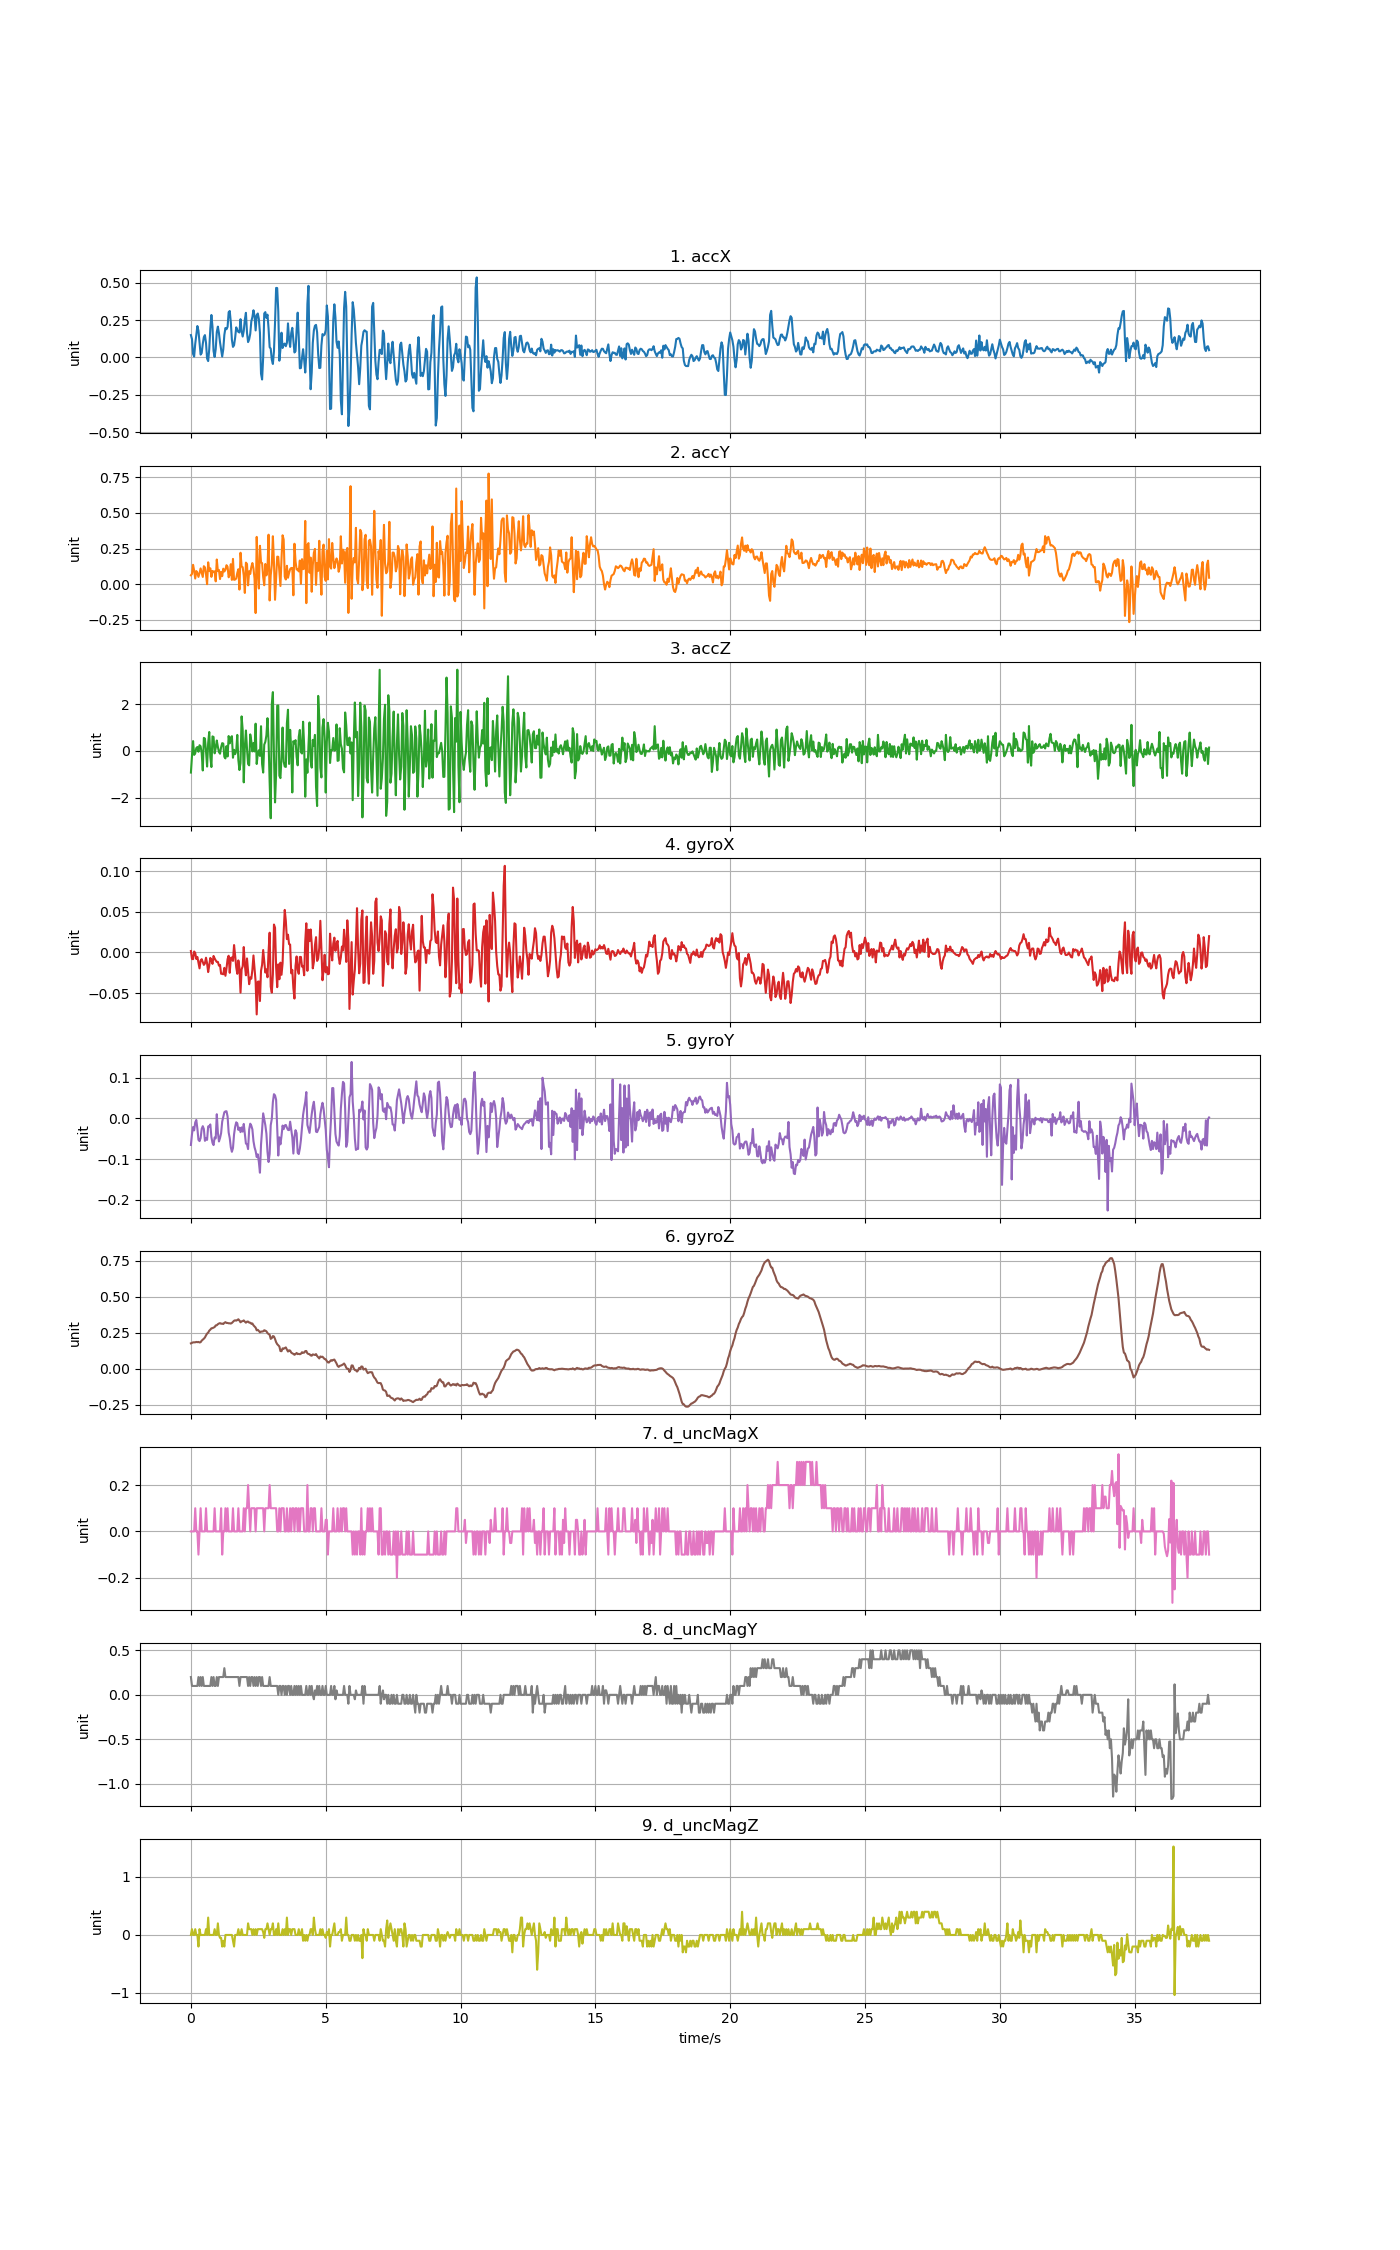 1. accX
0.50
0.25
0.00
−0.25
−0.50
unit
2. accY
0.75
0.50
0.25
0.00
−0.25
unit
3. accZ
2
0
−2
unit
4. gyroX
0.10
0.05
0.00
−0.05
unit
5. gyroY
0.1
0.0
−0.1
−0.2
unit
6. gyroZ
0.75
0.50
0.25
0.00
−0.25
unit
7. d_uncMagX
0.2
0.0
−0.2
unit
8. d_uncMagY
0.5
0.0
−0.5
−1.0
unit
9. d_uncMagZ
1
0
−1
unit
0 5 10 15 20 25 30 35
time/s